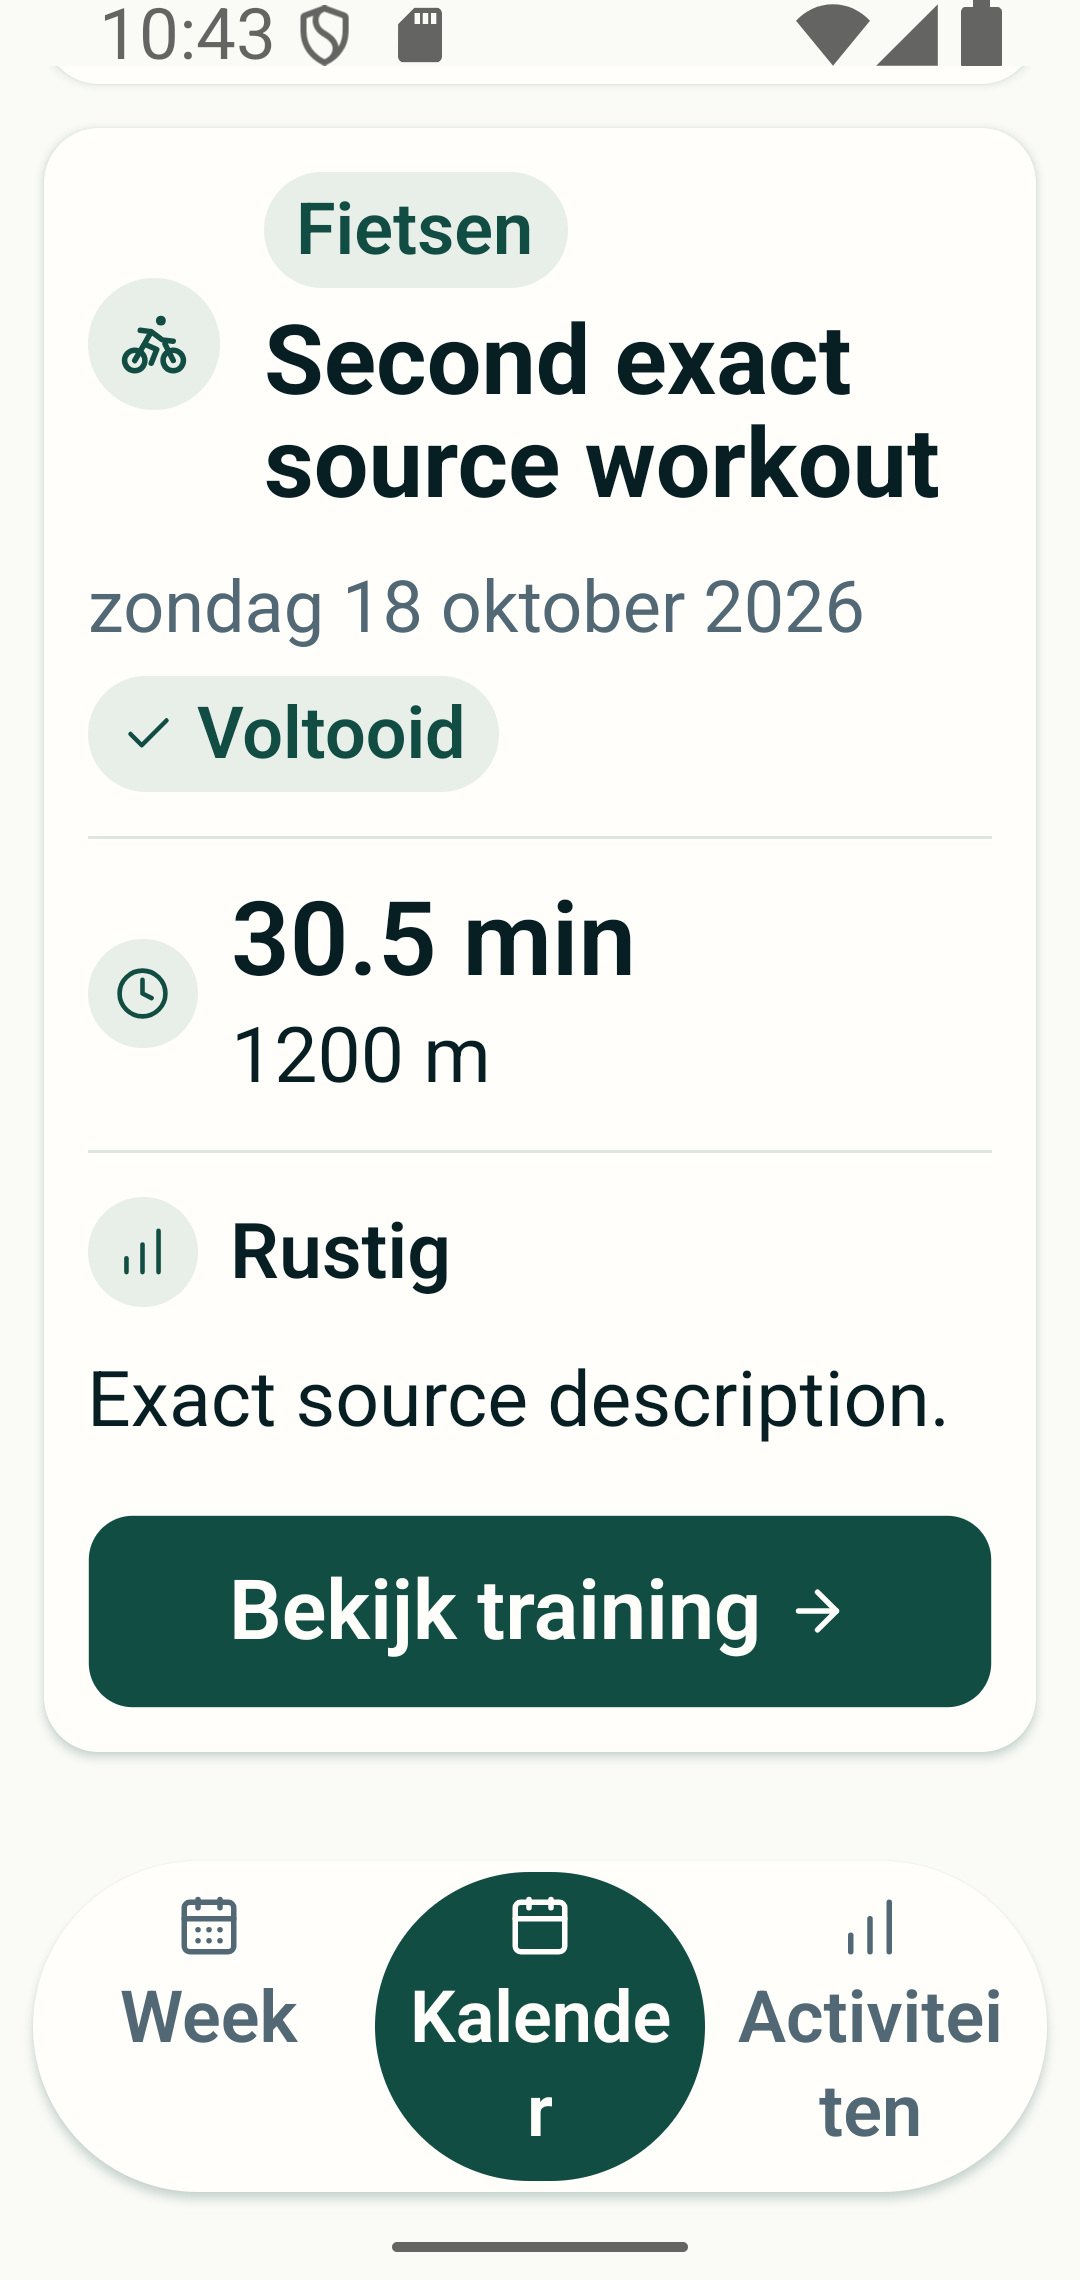 10:43
Fietsen
Second exact
source workout
zondag 18 oktober 2026
Voltooid
30.5 min
1200 m
Rustig
Exact source description.
Bekijk training
Week
Kalende
r
Activitei
ten